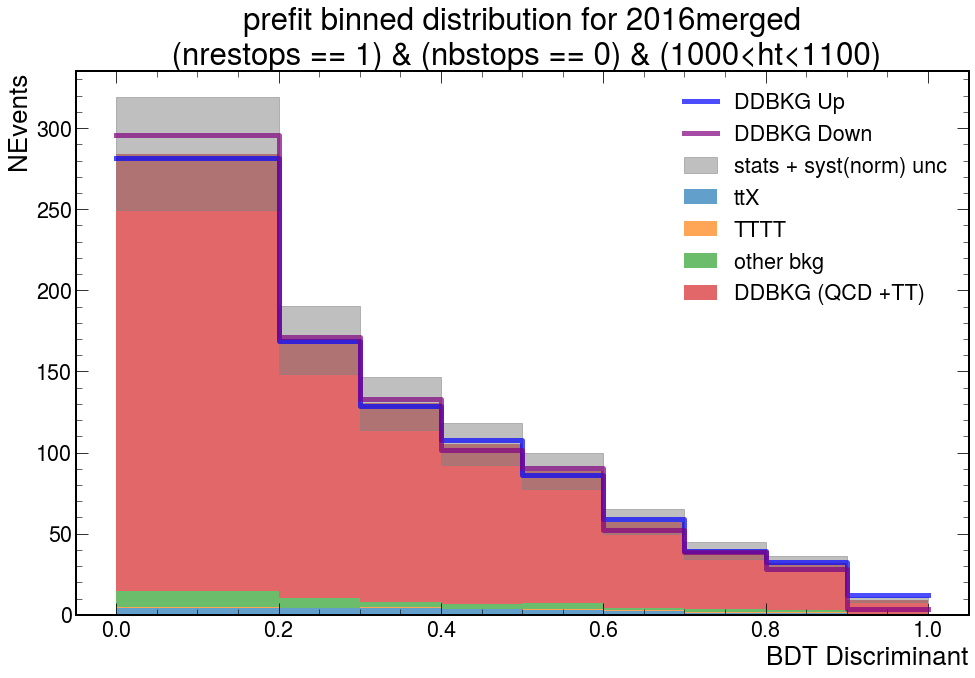 prefit binned distribution for 2016merged
(nrestops == 1) & (nbstops == 0) & (1000<ht<1100)
NEvents
300
250
200
150
100
50
0
DDBKG Up
DDBKG Down
stats + syst(norm) unc
ttX
TTTT
other bkg
DDBKG (QCD +TT)
0.0 0.2 0.4 0.6 0.8 1.0
BDT Discriminant